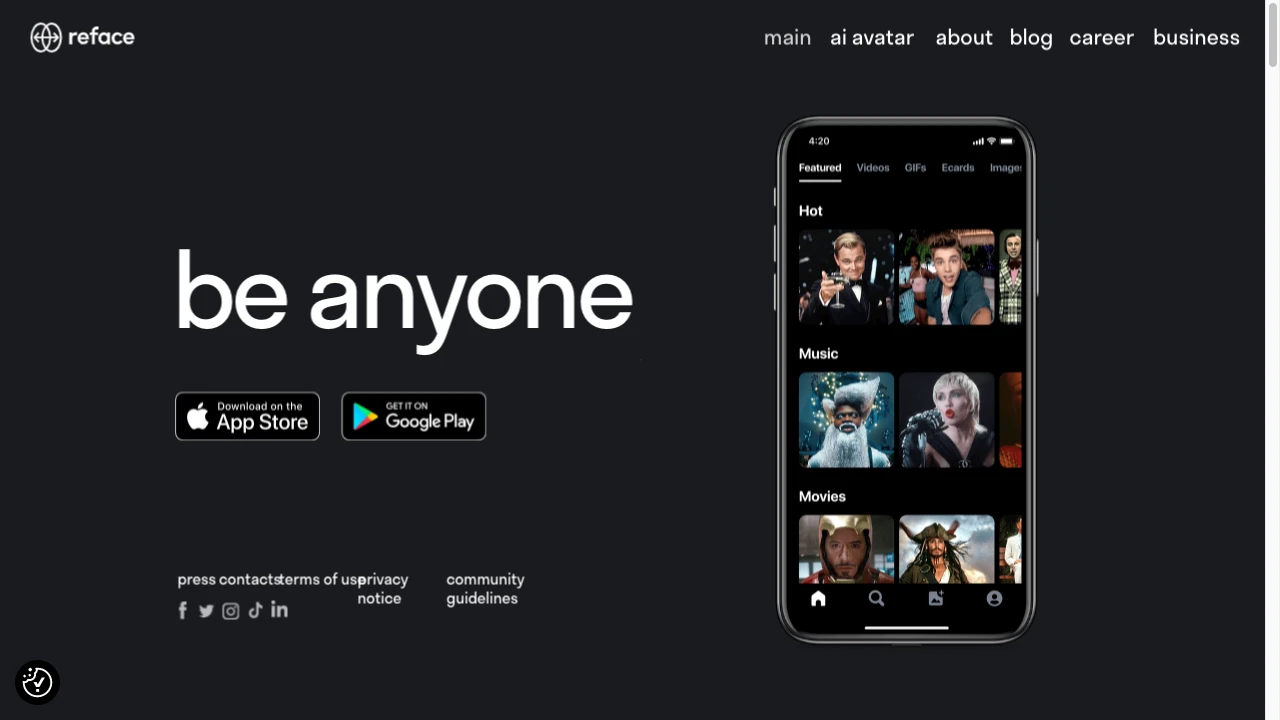 reface
main ai avatar about blog career business
4:20
Featured Videos GIFs Ecards Images
Hot
be anyone
Music
Download on the
App Store
GET IT ON
Google Play
Movies
press contacts terms of use privacy notice community guidelines